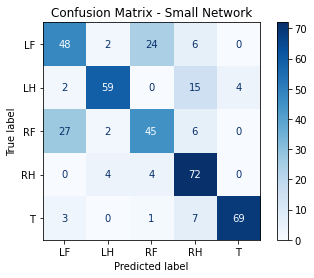 Confusion Matrix - Small Network
LF 48 2 24 6 0
LH 2 59 0 15 4
RF 27 2 45 6 0
RH 0 4 4 72 0
T 3 0 1 7 69
LF LH RF RH T
Predicted label
True label
70
60
50
40
30
20
10
0